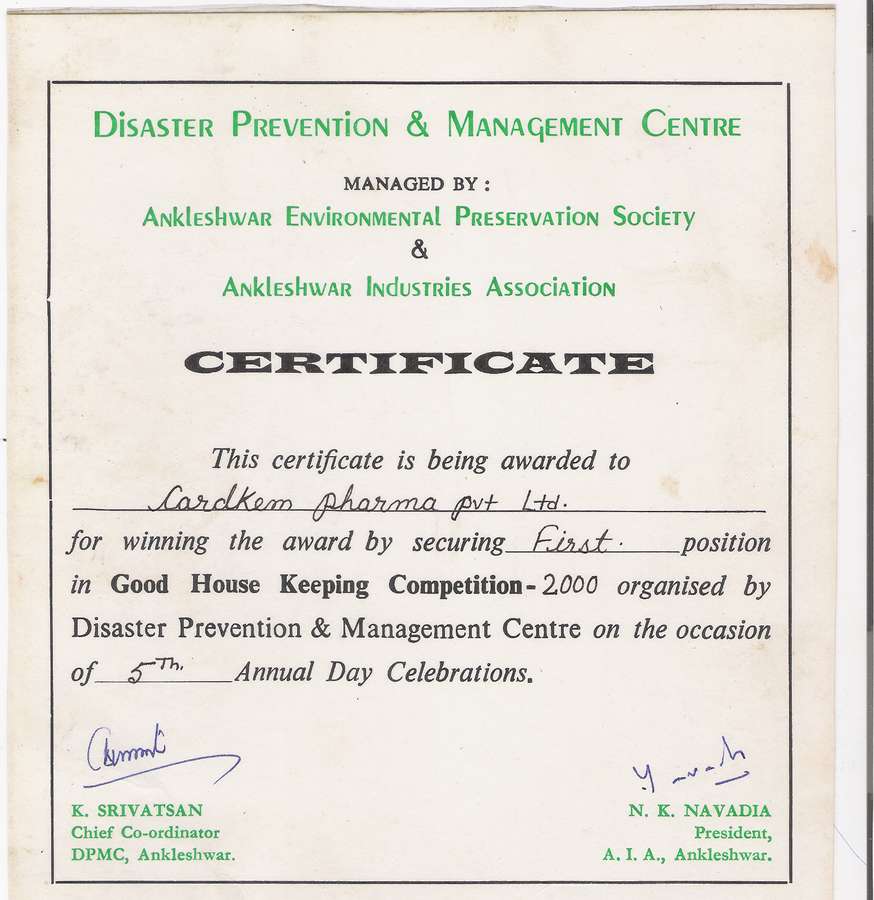 DISASTER PREVENTION & MANAGEMENT CENTRE
MANAGED BY :
ANKLESHWAR ENVIRONMENTAL PRESERVATION SOCIETY
&
ANKLESHWAR INDUSTRIES ASSOCIATION
CERTIFICATE
This certificate is being awarded to
Cardkem pharma pvt Ltd.
for winning the award by securing First. position
in Good House Keeping Competition-2000 organised by
Disaster Prevention & Management Centre on the occasion
of 5Th. Annual Day Celebrations.
K. SRIVATSAN
Chief Co-ordinator
DPMC, Ankleshwar.
N. K. NAVADIA
President,
A. I. A., Ankleshwar.